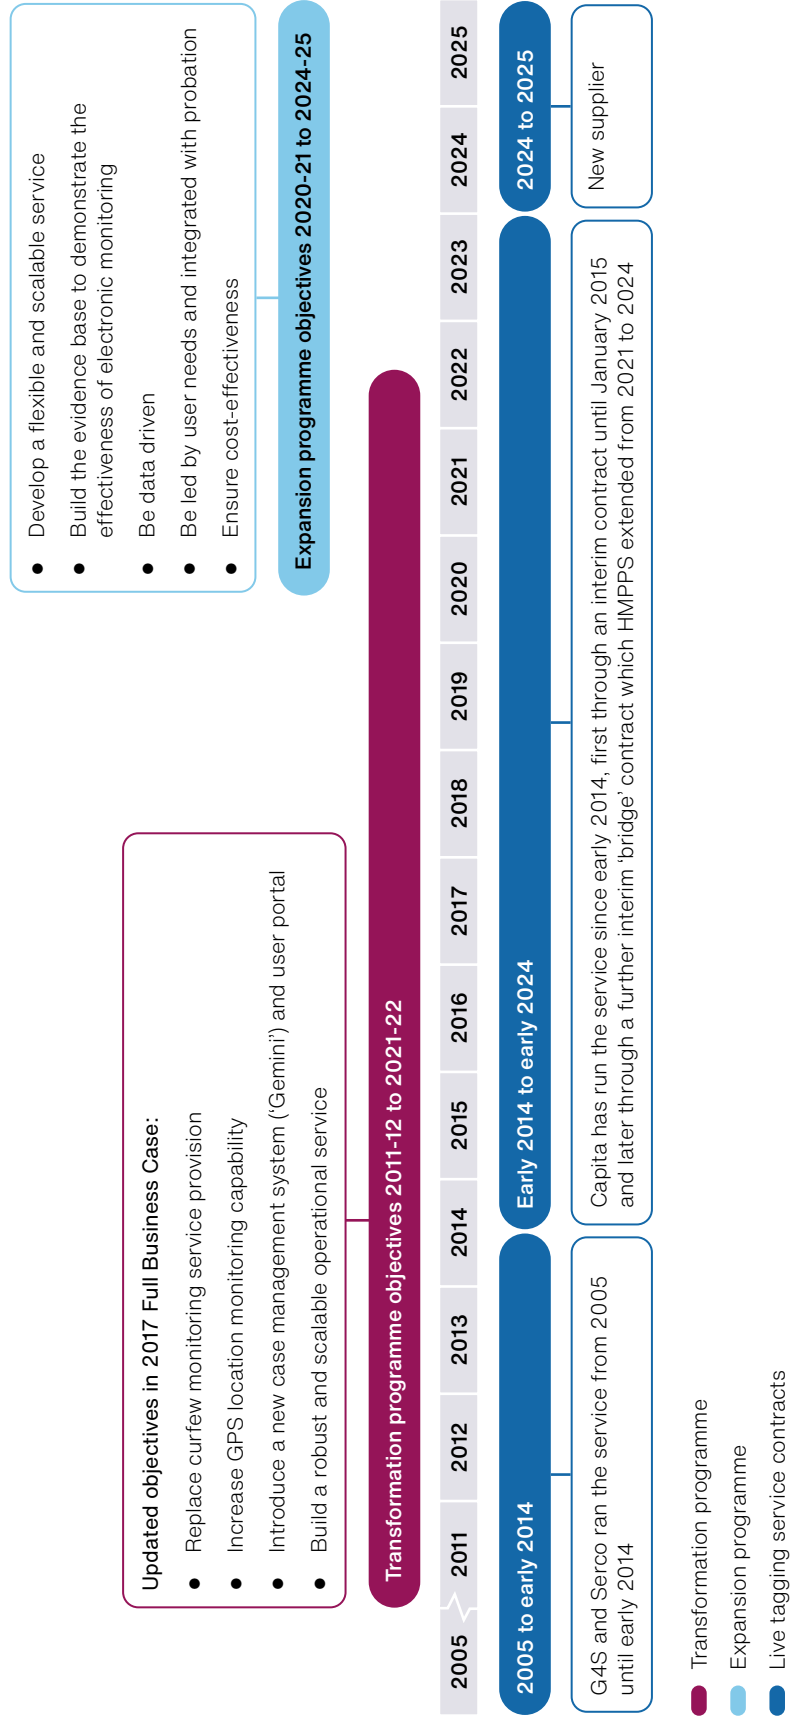 Updated objectives in 2017 Full Business Case:
● Replace curfew monitoring service provision
● Increase GPS location monitoring capability
● Introduce a new case management system (‘Gemini’) and user portal
● Build a robust and scalable operational service
● Develop a flexible and scalable service
● Build the evidence base to demonstrate the
effectiveness of electronic monitoring
● Be data driven
● Be led by user needs and integrated with probation
● Ensure cost-effectiveness
Expansion programme objectives 2020-21 to 2024-25
Transformation programme objectives 2011-12 to 2021-22
2005 2011 2012 2013 2014 2015 2016 2017 2018 2019 2020 2021 2022 2023 2024 2025
2005 to early 2014
Early 2014 to early 2024
2024 to 2025
G4S and Serco ran the service from 2005
until early 2014
Capita has run the service since early 2014, first through an interim contract until January 2015
and later through a further interim ‘bridge’ contract which HMPPS extended from 2021 to 2024
New supplier
Transformation programme
Expansion programme
Live tagging service contracts